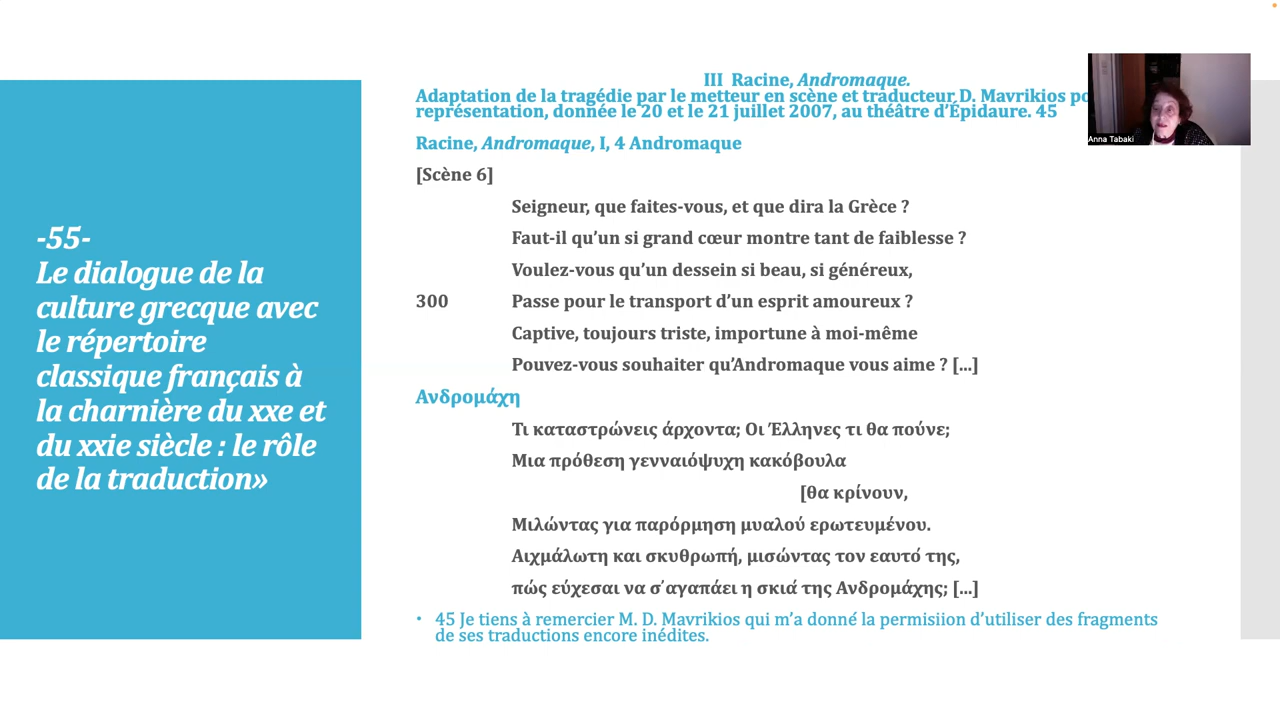 -55-
Le dialogue de la
culture grecque avec
le répertoire
classique français à
la charnière du xxe et
du xxie siècle : le rôle
de la traduction»
III Racine, Andromaque.
Adaptation de la tragédie par le metteur en scène et traducteur D. Mavrikios
représentation, donnée le 20 et le 21 juillet 2007, au théâtre d’Épidaure. 45
Racine, Andromaque, I, 4 Andromaque
[Scène 6]
Seigneur, que faites-vous, et que dira la Grèce ?
Faut-il qu’un si grand cœur montre tant de faiblesse ?
Voulez-vous qu’un dessein si beau, si généreux,
300 Passe pour le transport d’un esprit amoureux ?
Captive, toujours triste, importune à moi-même
Pouvez-vous souhaiter qu’Andromaque vous aime ? [...]
Ανδρομάχη
Τι καταστρώνεις άρχοντα; Οι Έλληνες τι θα πούνε;
Μια πρόθεση γενναιόψυχη κακόβουλα
[θα κρίνουν,
Μιλώντας για παρόρμηση μυαλού ερωτευμένου.
Αιχμάλωτη και σκυθρωπή, μισώντας τον εαυτό της,
πώς εύχεσαι να σ᾽αγαπάει η σκιά της Ανδρομάχης; [...]
• 45 Je tiens à remercier M. D. Mavrikios qui m’a donné la permisiion d’utiliser des fragments
de ses traductions encore inédites.
Anna Tabaki